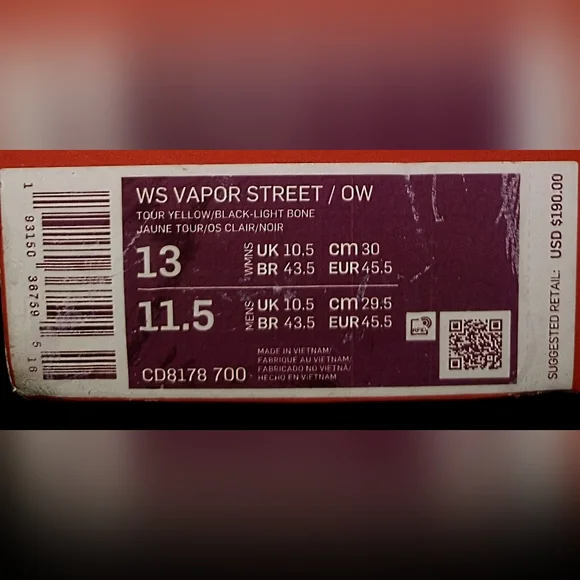 WS VAPOR STREET / OW
TOUR YELLOW/BLACK-LIGHT BONE
JAUNE TOUR/OS CLAIR/NOIR
13 WMNS UK 10.5 cm 30
BR 43.5 EUR 45.5
11.5 MENS UK 10.5 cm 29.5
BR 43.5 EUR 45.5
CD8178 700
MADE IN VIETNAM/
FABRIQUE AU VIETNAM/
FABRICADO NO VIETNÃ/
HECHO EN VIETNAM
RFID
SUGGESTED RETAIL: USD $190.00
1 93150 38759 5 16